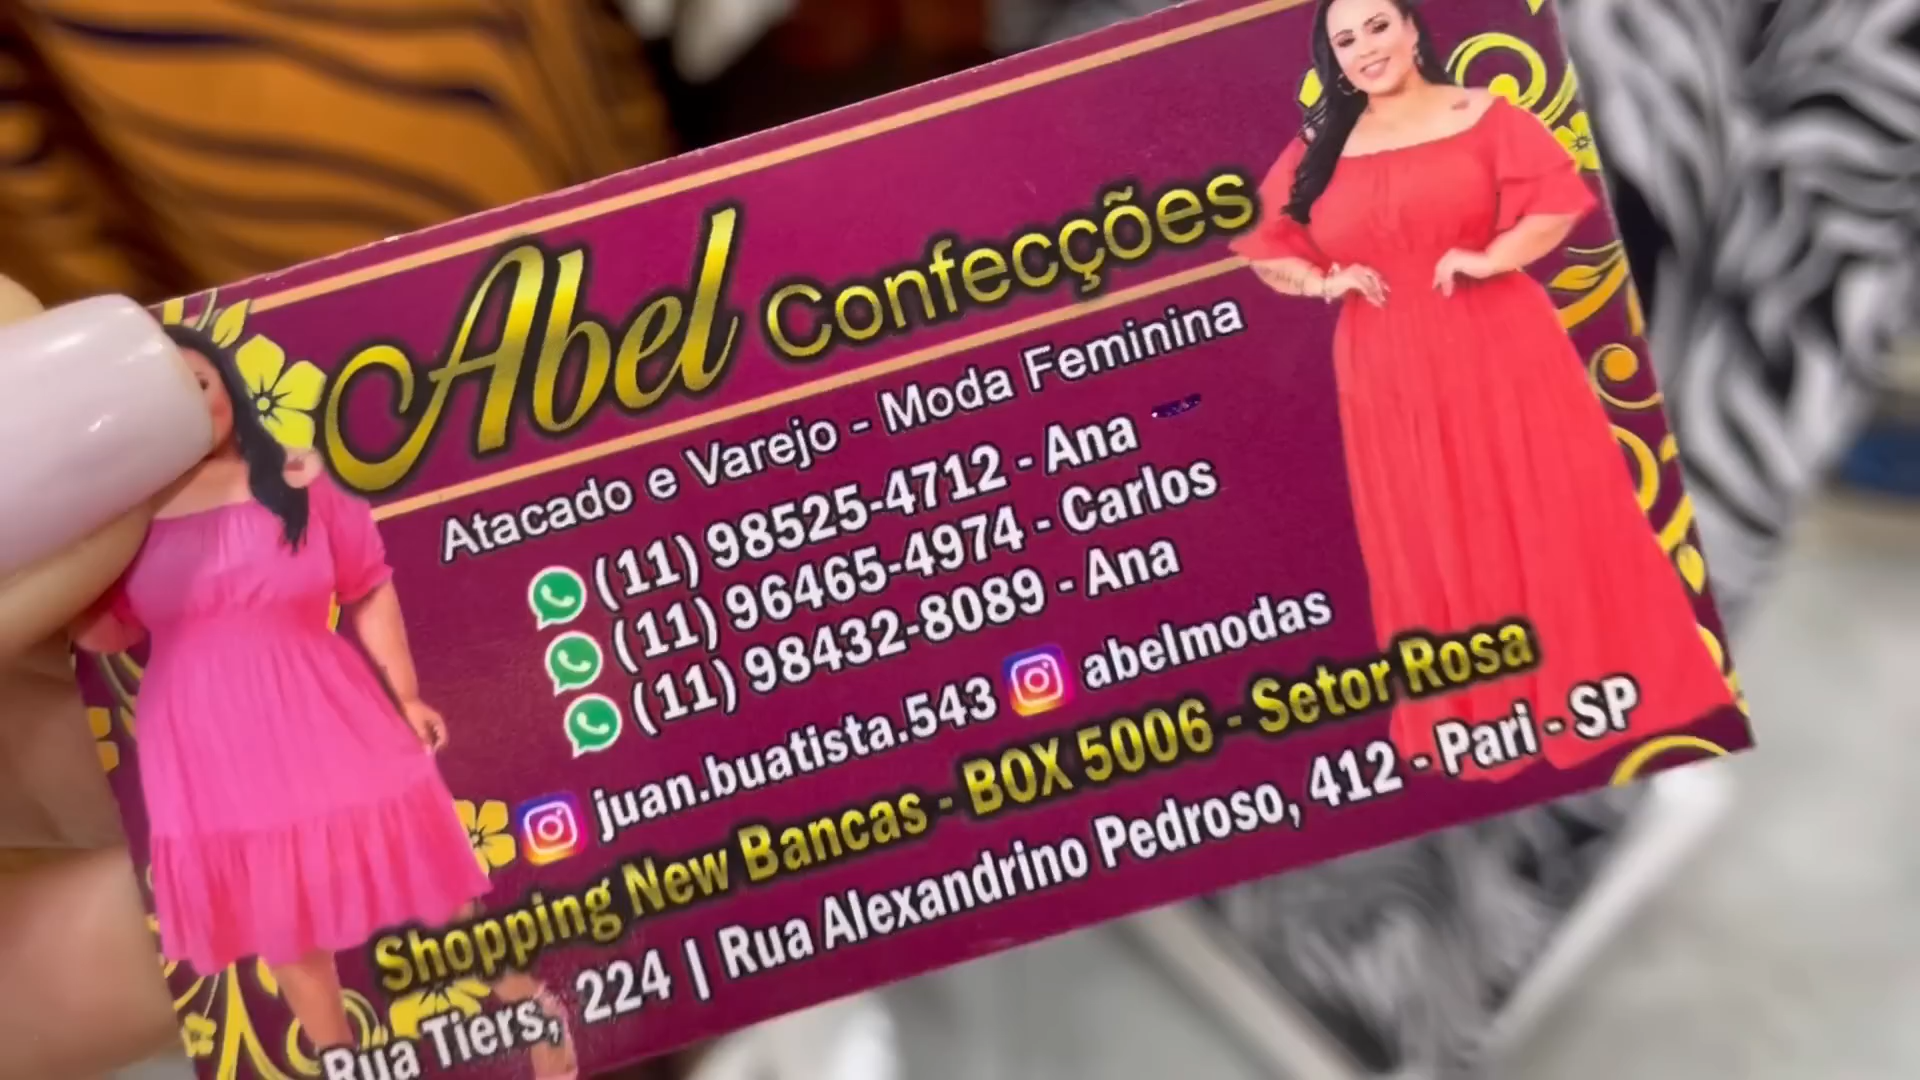 Abel Confecções
Atacado e Varejo - Moda Feminina
(11) 98525-4712 - Ana
(11) 96465-4974 - Carlos
(11) 98432-8089 - Ana
juan.buatista.543 abelmodas
Shopping New Bancas - BOX 5006 - Setor Rosa
Rua Tiers, 224 | Rua Alexandrino Pedroso, 412 - Pari - SP